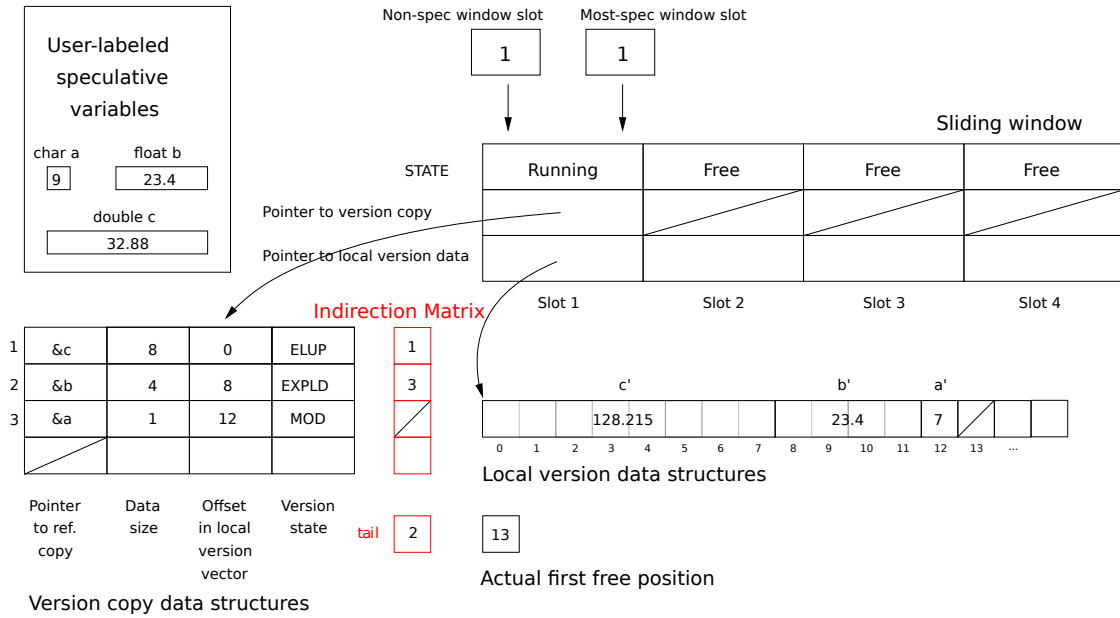 Non-spec window slot
Most-spec window slot
1
1
User-labeled
speculative
variables
char a
float b
9
23.4
double c
32.88
Sliding window
STATE
Running
Free
Free
Free
Pointer to version copy
Pointer to local version data
Slot 1
Slot 2
Slot 3
Slot 4
Indirection Matrix
1
&c
8
0
ELUP
1
2
&b
4
8
EXPLD
3
3
&a
1
12
MOD
c'
b'
a'
128.215
23.4
7
0 1 2 3 4 5 6 7 8 9 10 11 12 13 ...
Local version data structures
Pointer
to ref.
copy
Data
size
Offset
in local
version
vector
Version
state
tail
2
13
Actual first free position
Version copy data structures